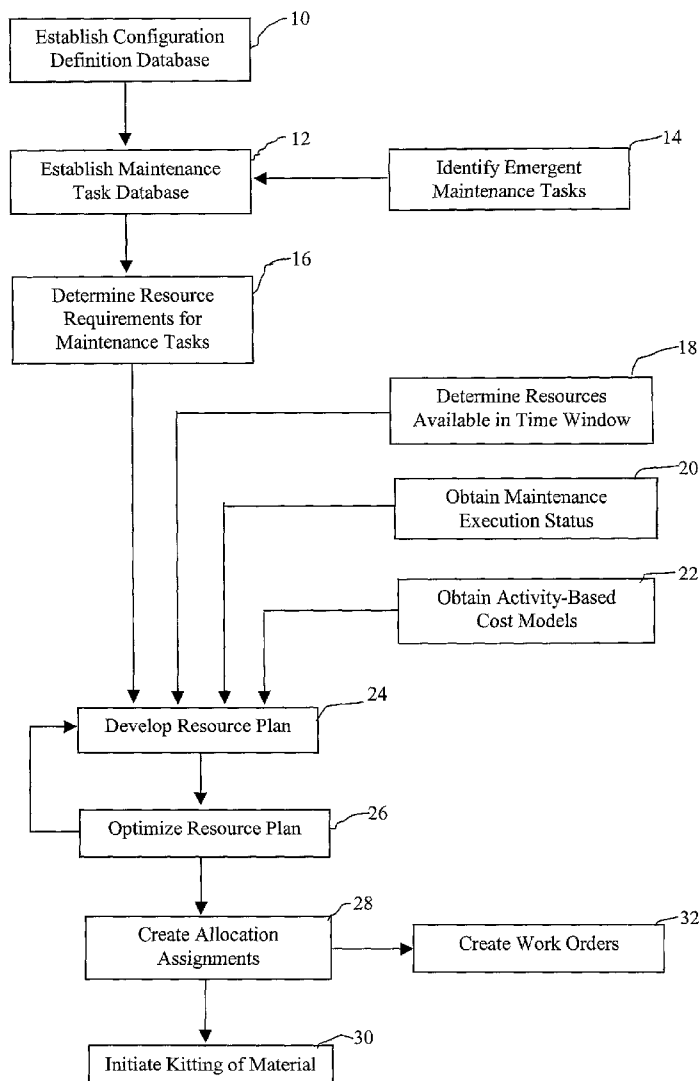 10
Establish Configuration
Definition Database
12
14
Establish Maintenance
Task Database
Identify Emergent
Maintenance Tasks
16
Determine Resource
Requirements for
Maintenance Tasks
18
Determine Resources
Available in Time Window
20
Obtain Maintenance
Execution Status
22
Obtain Activity-Based
Cost Models
24
Develop Resource Plan
26
Optimize Resource Plan
28
32
Create Allocation
Assignments
Create Work Orders
30
Initiate Kitting of Material